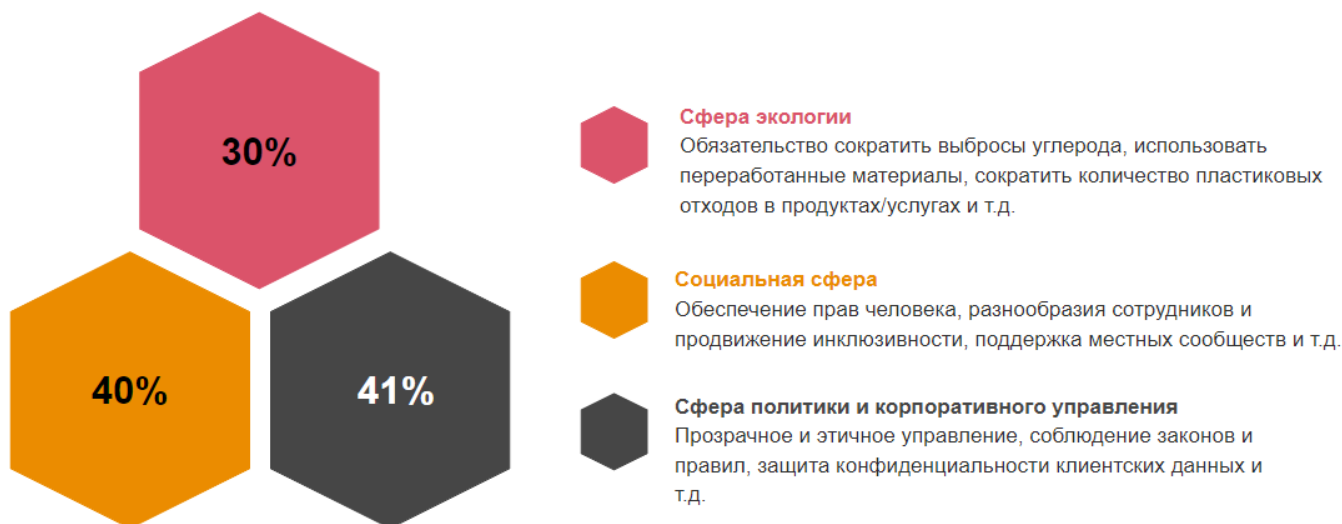 30%
40%
41%
Сфера экологии
Обязательство сократить выбросы углерода, использовать
переработанные материалы, сократить количество пластиковых
отходов в продуктах/услугах и т.д.
Социальная сфера
Обеспечение прав человека, разнообразия сотрудников и
продвижение инклюзивности, поддержка местных сообществ и т.д.
Сфера политики и корпоративного управления
Прозрачное и этичное управление, соблюдение законов и
правил, защита конфиденциальности клиентских данных и
т.д.